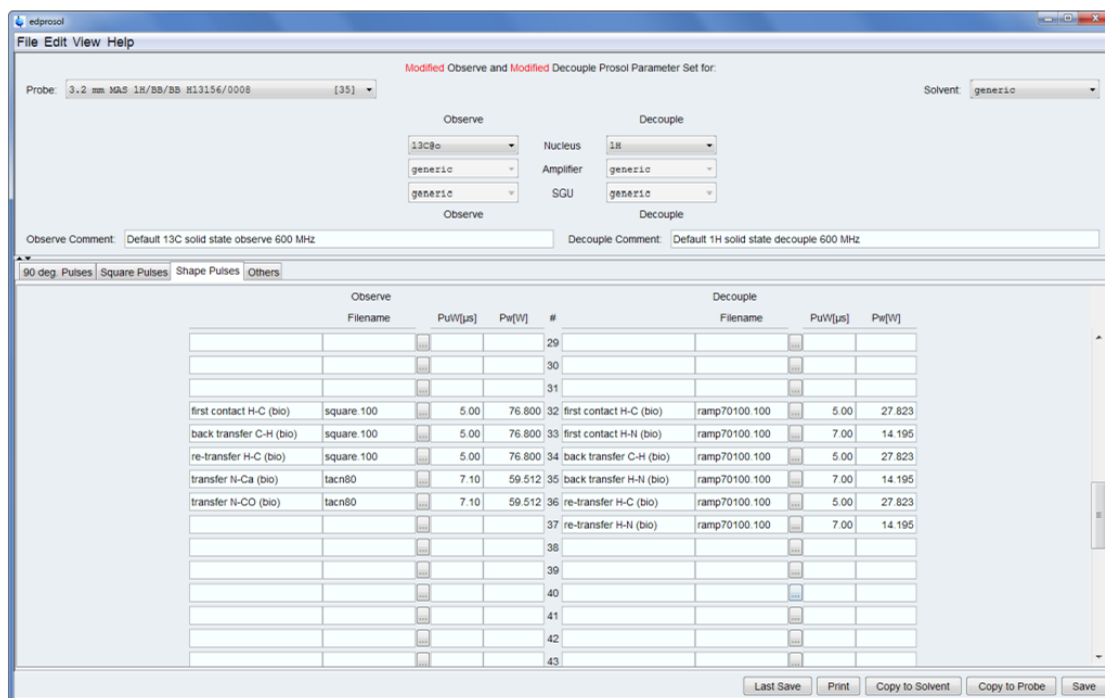 edprosol
File Edit View Help
Modified Observe and Modified Decouple Prosol Parameter Set for:
Probe: 3.2 mm MAS 1H/BB/BB H13156/0008 [35] Solvent: generic
Observe Decouple
13C@o Nucleus 1H
generic Amplifier generic
generic SGU generic
Observe Decouple
Observe Comment: Default 13C solid state observe 600 MHz Decouple Comment: Default 1H solid state decouple 600 MHz
90 deg. Pulses Square Pulses Shape Pulses Others
Observe Decouple
Filename PuW[µs] Pw[W] # Filename PuW[µs] Pw[W]
... 29 ...
... 30 ...
... 31 ...
first contact H-C (bio) square.100 ... 5.00 76.800 32 first contact H-C (bio) ramp70100.100 ... 5.00 27.823
back transfer C-H (bio) square.100 ... 5.00 76.800 33 first contact H-N (bio) ramp70100.100 ... 7.00 14.195
re-transfer H-C (bio) square.100 ... 5.00 76.800 34 back transfer C-H (bio) ramp70100.100 ... 5.00 27.823
transfer N-Ca (bio) tacn80 ... 7.10 59.512 35 back transfer H-N (bio) ramp70100.100 ... 7.00 14.195
transfer N-CO (bio) tacn80 ... 7.10 59.512 36 re-transfer H-C (bio) ramp70100.100 ... 5.00 27.823
... 37 re-transfer H-N (bio) ramp70100.100 ... 7.00 14.195
... 38 ...
... 39 ...
... 40 ...
... 41 ...
... 42 ...
... 43 ...
Last Save Print Copy to Solvent Copy to Probe Save